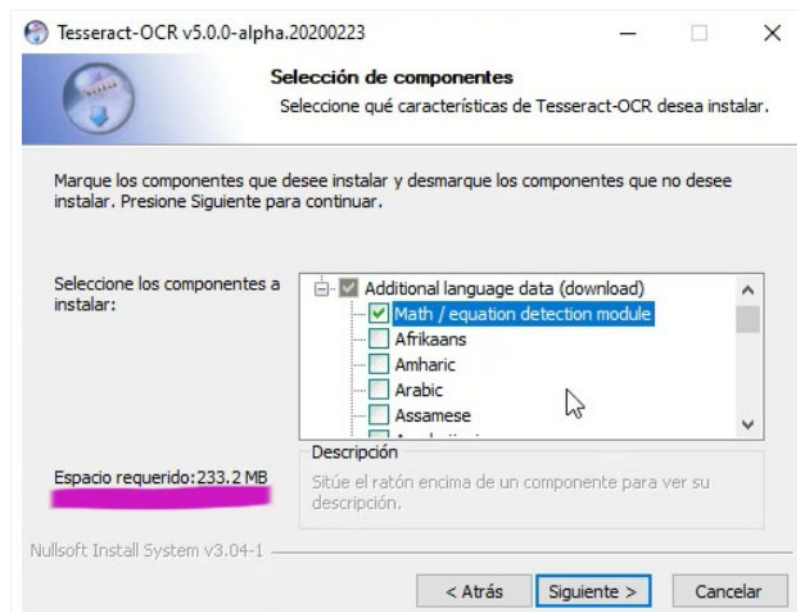 Tesseract-OCR v5.0.0-alpha.20200223
Selección de componentes
Seleccione qué características de Tesseract-OCR desea instalar.
Marque los componentes que desee instalar y desmarque los componentes que no desee
instalar. Presione Siguiente para continuar.
Seleccione los componentes a
instalar:
Additional language data (download)
Math / equation detection module
Afrikaans
Amharic
Arabic
Assamese
Espacio requerido:233.2 MB
Descripción
Sitúe el ratón encima de un componente para ver su
descripción.
Nullsoft Install System v3.04-1
< Atrás
Siguiente >
Cancelar